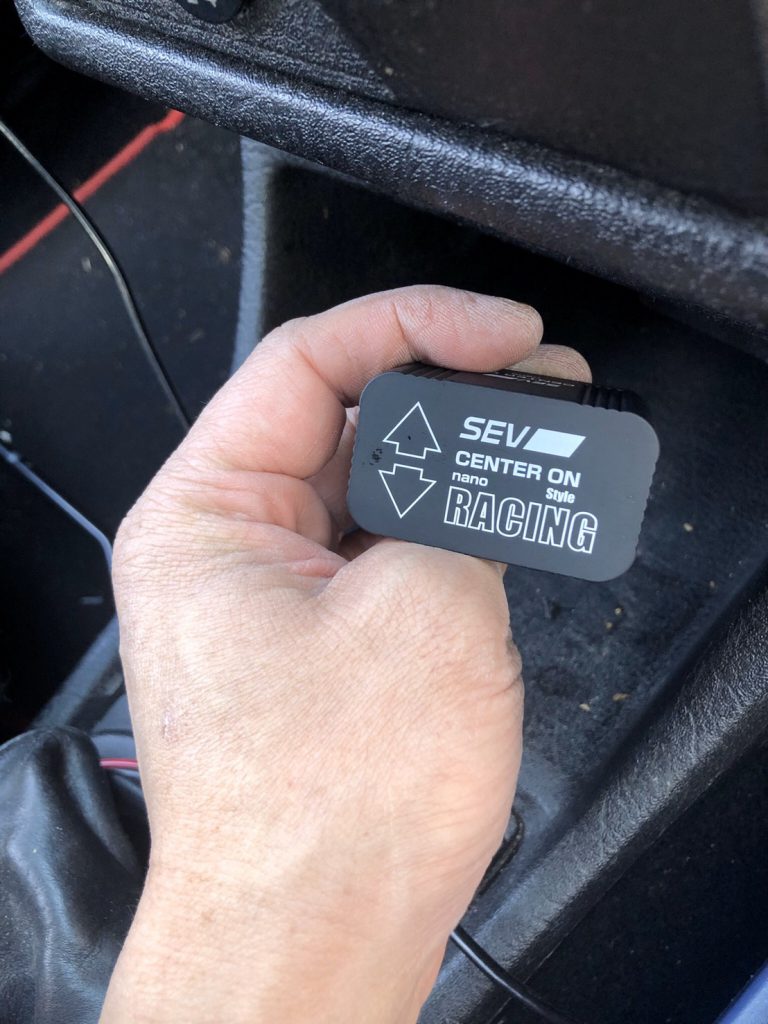 SEV
CENTER ON
nano Style
RACING